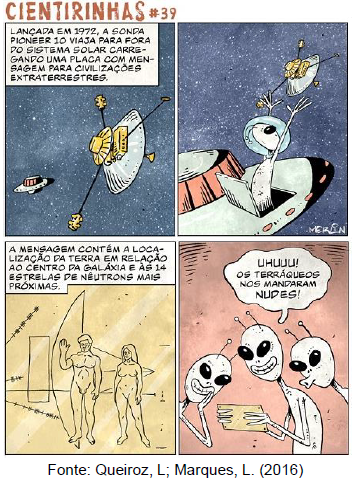 CIENTIRINHAS #39
LANÇADA EM 1972, A SONDA
PIONEER 10 VIAJA PARA FORA
DO SISTEMA SOLAR CARRE-
GANDO UMA PLACA COM MEN-
SAGEM PARA CIVILIZAÇÕES
EXTRATERRESTRES.
MERLIN
A MENSAGEM CONTÉM A LOCA-
LIZAÇÃO DA TERRA EM RELAÇÃO
AO CENTRO DA GALÁXIA E ÀS 14
ESTRELAS DE NÊUTRONS MAIS
PRÓXIMAS.
UHUUU!
OS TERRÁQUEOS
NOS MANDARAM
NUDES!
Fonte: Queiroz, L; Marques, L. (2016)